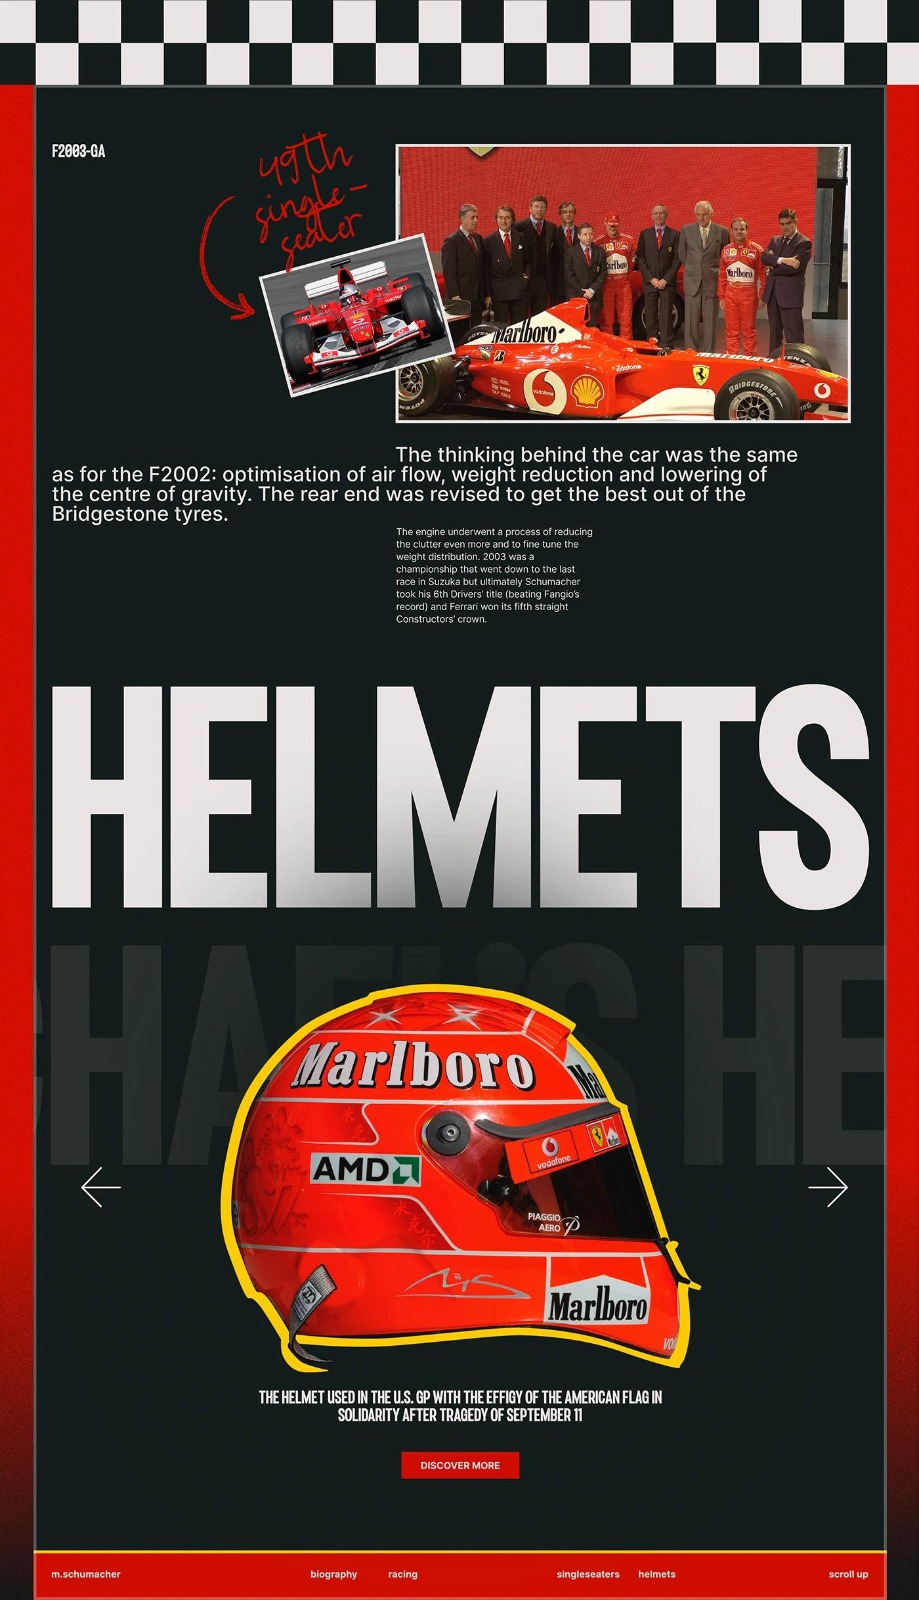 F2003-GA
49th
single-
seater
Marlboro
vodafone
BRIDGESTONE
The thinking behind the car was the same
as for the F2002: optimisation of air flow, weight reduction and lowering of
the centre of gravity. The rear end was revised to get the best out of the
Bridgestone tyres.
The engine underwent a process of reducing
the clutter even more and to fine tune the
weight distribution. 2003 was a
championship that went down to the last
race in Suzuka but ultimately Schumacher
took his 6th Drivers' title (beating Fangio's
record) and Ferrari won its fifth straight
Constructors' crown.
HELMETS
CHAEL'S HE
Marlboro
Ma
vodafone
AMD
PIAGGIO
AERO
Marlboro
THE HELMET USED IN THE U.S. GP WITH THE EFFIGY OF THE AMERICAN FLAG IN
SOLIDARITY AFTER TRAGEDY OF SEPTEMBER 11
DISCOVER MORE
m.schumacher
biography
racing
singleseaters
helmets
scroll up